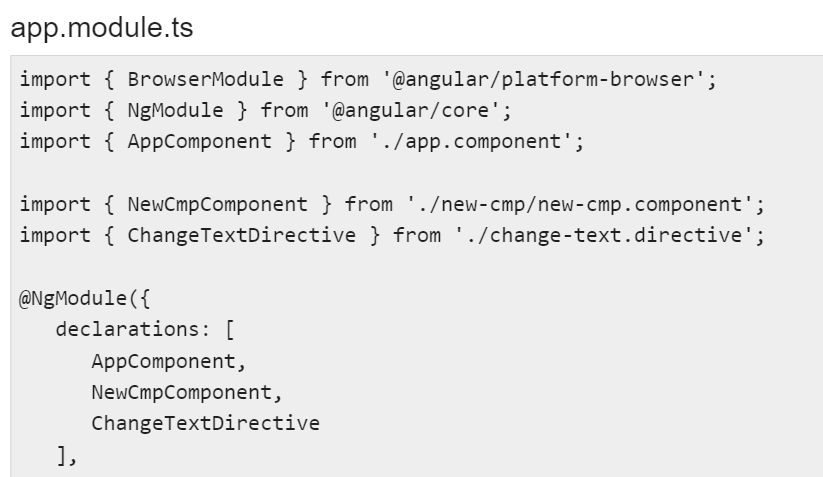 app.module.ts
import { BrowserModule } from '@angular/platform-browser';
import { NgModule } from '@angular/core';
import { AppComponent } from './app.component';

import { NewCmpComponent } from './new-cmp/new-cmp.component';
import { ChangeTextDirective } from './change-text.directive';

@NgModule({
   declarations: [
      AppComponent,
      NewCmpComponent,
      ChangeTextDirective
   ],